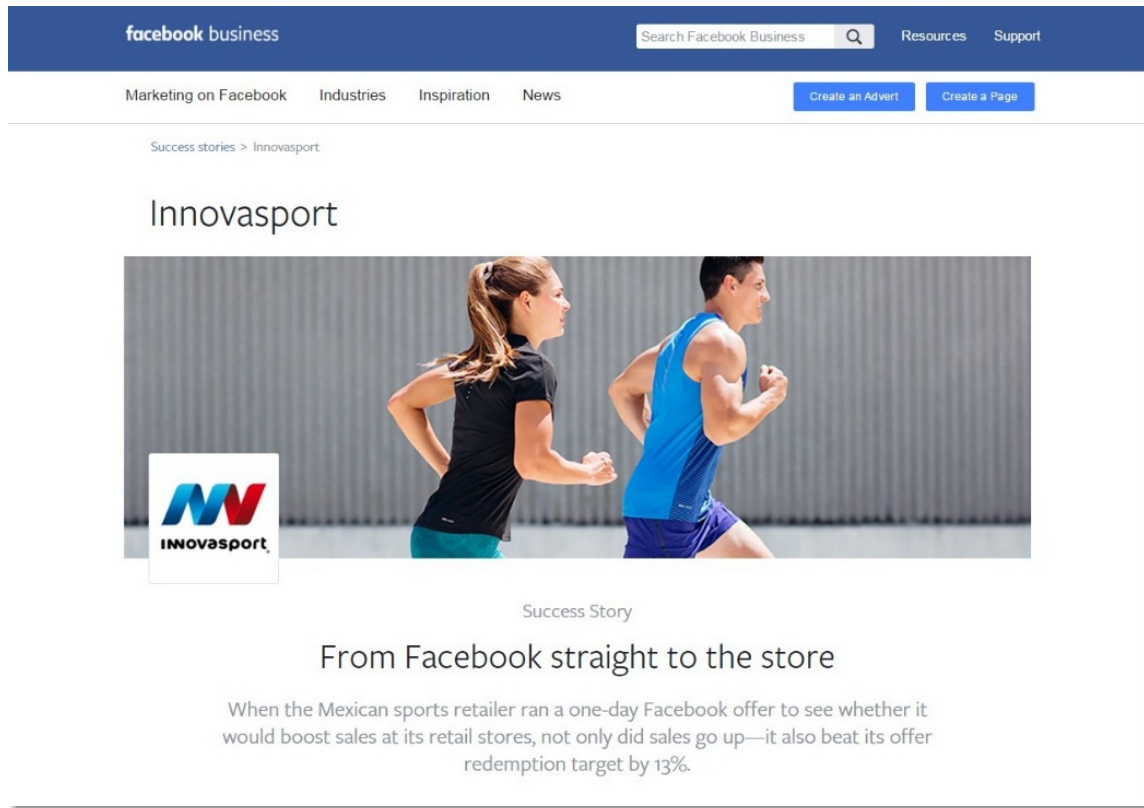 facebook business
Search Facebook Business
Resources
Support
Marketing on Facebook
Industries
Inspiration
News
Create an Advert
Create a Page
Success stories > Innovasport
Innovasport
INNOVASPORT
Success Story
From Facebook straight to the store
When the Mexican sports retailer ran a one-day Facebook offer to see whether it
would boost sales at its retail stores, not only did sales go up—it also beat its offer
redemption target by 13%.